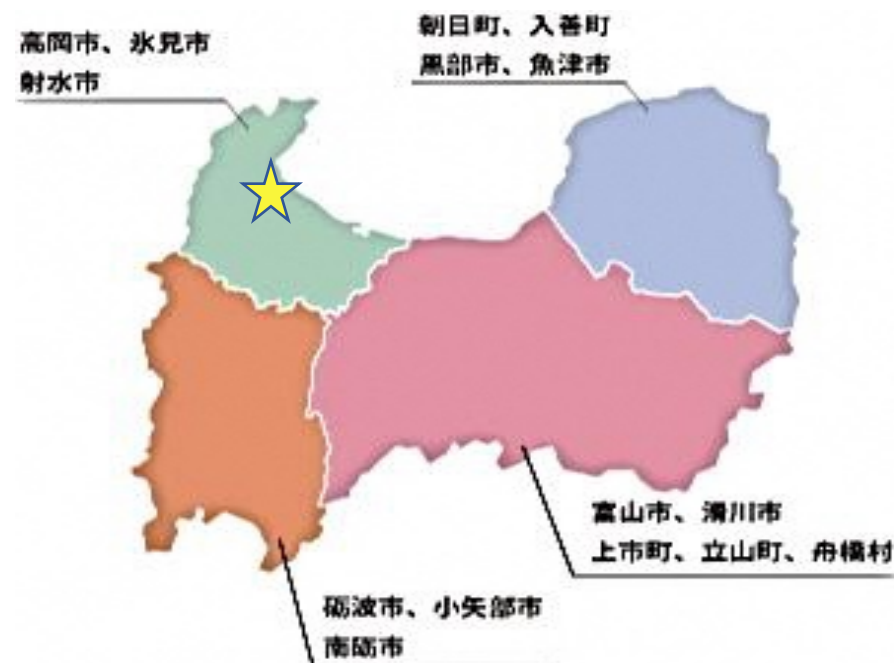 高岡市、氷見市
射水市
朝日町、入善町
黒部市、魚津市
富山市、滑川市
上市町、立山町、舟橋村
砺波市、小矢部市
南砺市